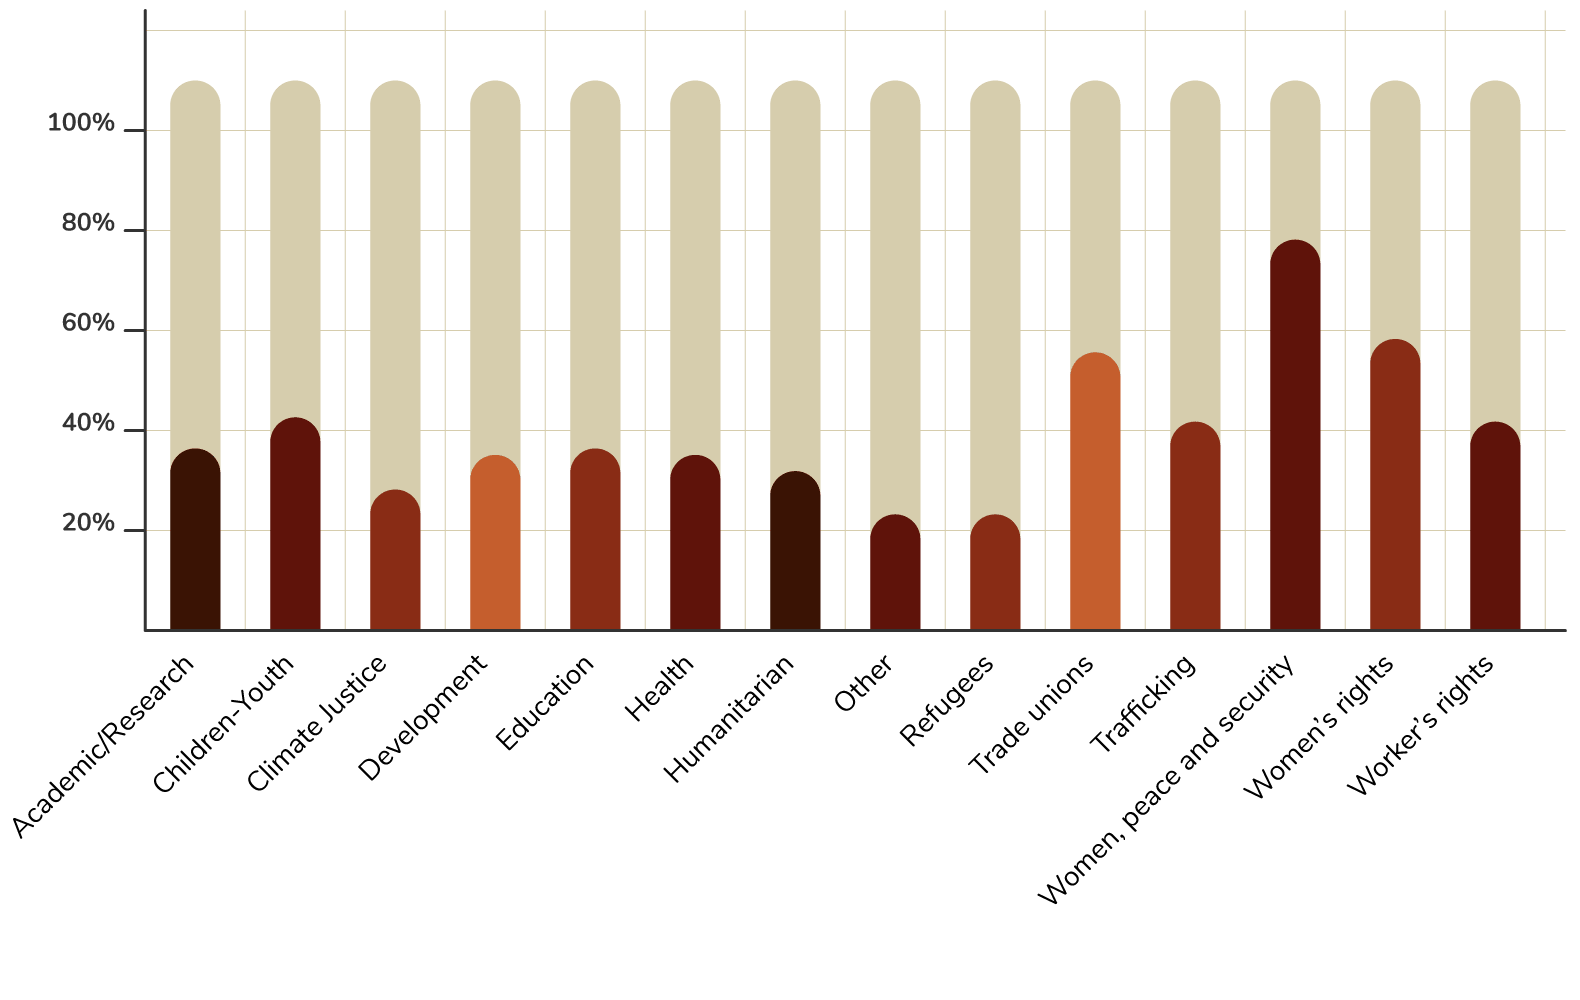 100%
80%
60%
40%
20%
Academic/Research
Children-Youth
Climate Justice
Development
Education
Health
Humanitarian
Other
Refugees
Trade unions
Trafficking
Women, peace and security
Women’s rights
Worker’s rights